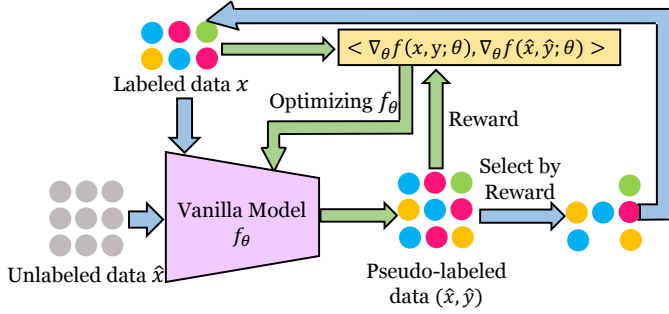 < ∇θf(x, y; θ), ∇θf(x̂, ŷ; θ) >
Labeled data x
Optimizing fθ
Reward
Select by
Reward
Vanilla Model
fθ
Unlabeled data x̂
Pseudo-labeled
data (x̂, ŷ)